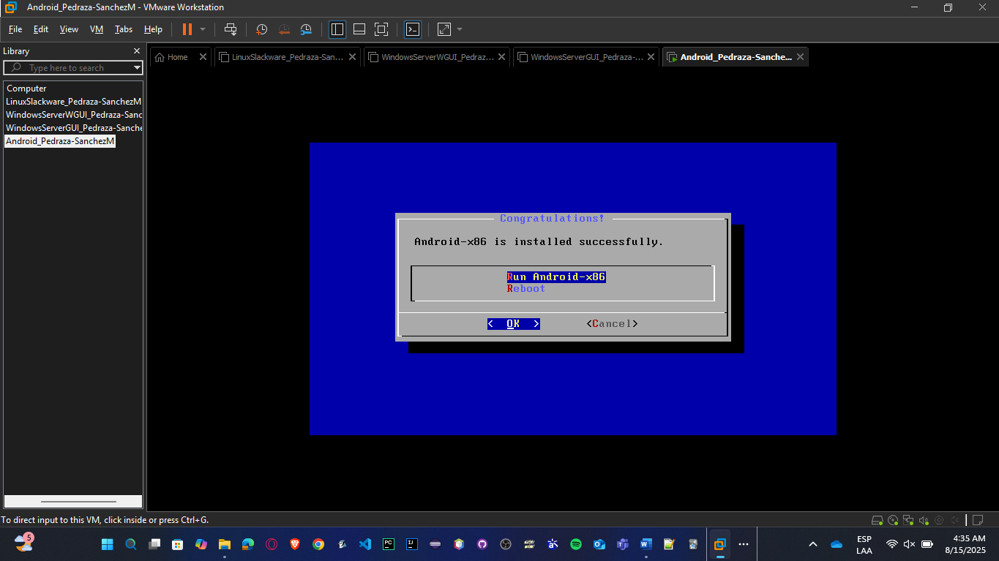 Android_Pedraza-SanchezM - VMware Workstation
File Edit View VM Tabs Help
Library
Type here to search
Home
LinuxSlackware_Pedraza-San...
WindowsServerWGUI_Pedraz...
WindowsServerGUI_Pedraza-...
Android_Pedraza-Sanche...
Computer
LinuxSlackware_Pedraza-SanchezM
WindowsServerWGUI_Pedraza-Sanc
WindowsServerGUI_Pedraza-Sanche
Android_Pedraza-SanchezM
Congratulations!
Android-x86 is installed successfully.
Run Android-x86
Reboot
< OK > <Cancel>
To direct input to this VM, click inside or press Ctrl+G.
5
PC
IJ
ESP
LAA
4:35 AM
8/15/2025